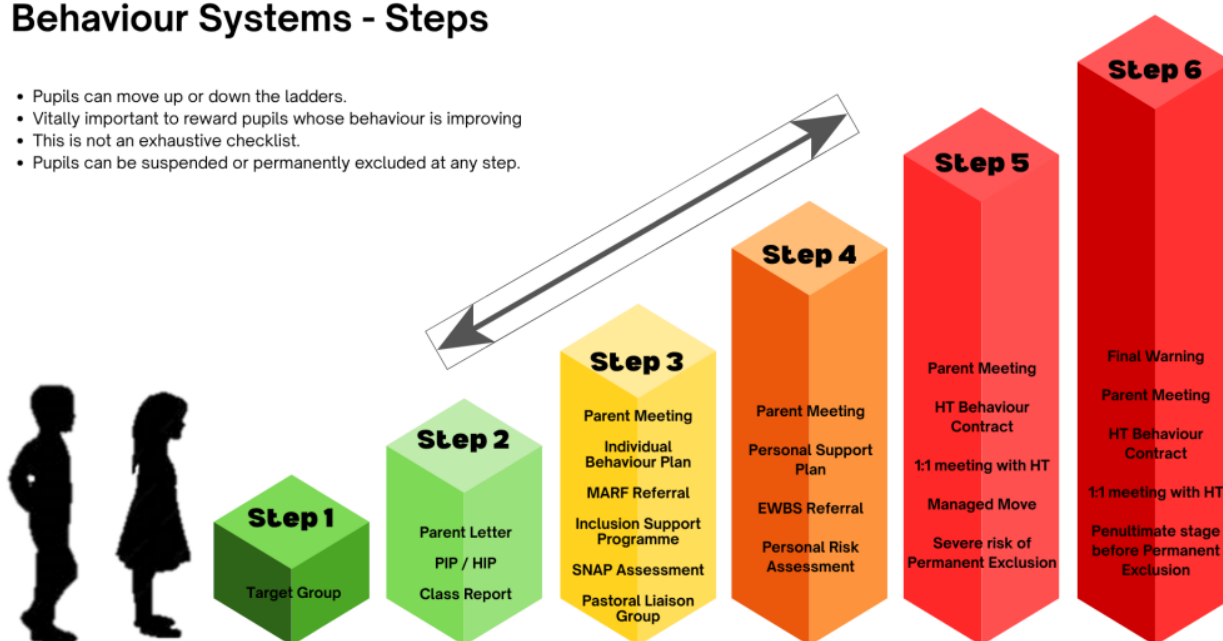 Behaviour Systems - Steps
• Pupils can move up or down the ladders.
• Vitally important to reward pupils whose behaviour is improving
• This is not an exhaustive checklist.
• Pupils can be suspended or permanently excluded at any step.
Step 1
Target Group
Step 2
Parent Letter
PIP / HIP
Class Report
Step 3
Parent Meeting
Individual
Behaviour Plan
MARF Referral
Inclusion Support
Programme
SNAP Assessment
Pastoral Liaison
Group
Step 4
Parent Meeting
Personal Support
Plan
EWBS Referral
Personal Risk
Assessment
Step 5
Parent Meeting
HT Behaviour
Contract
1:1 meeting with HT
Managed Move
Severe risk of
Permanent Exclusion
Step 6
Final Warning
Parent Meeting
HT Behaviour
Contract
1:1 meeting with HT
Penultimate stage
before Permanent
Exclusion